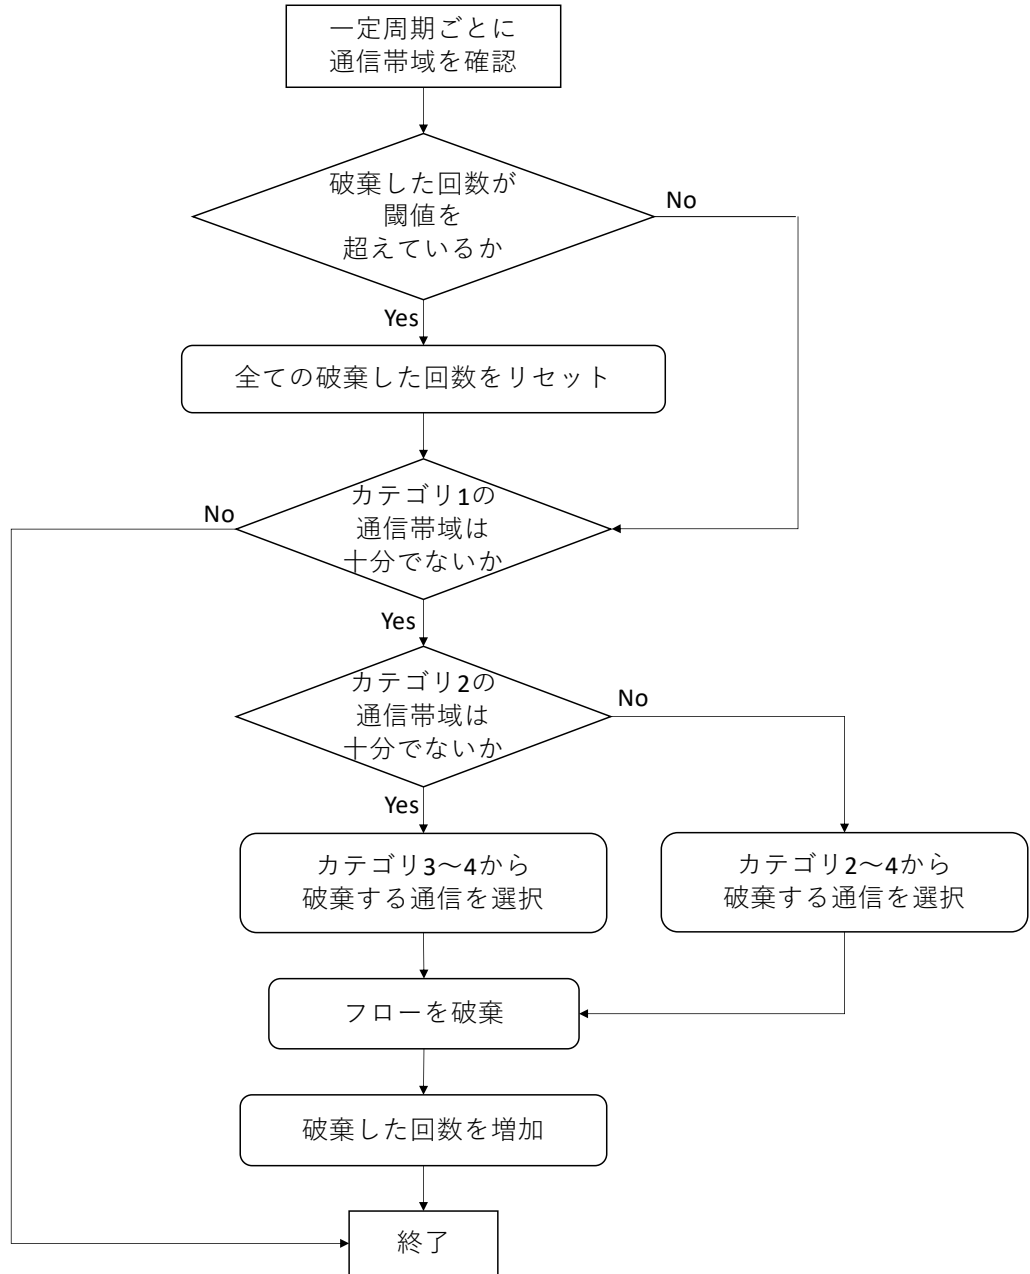 一定周期ごとに
通信帯域を確認
破棄した回数が
閾値を
超えているか
No
Yes
全ての破棄した回数をリセット
カテゴリ1の
通信帯域は
十分でないか
No
Yes
カテゴリ2の
通信帯域は
十分でないか
No
Yes
カテゴリ3～4から
破棄する通信を選択
カテゴリ2～4から
破棄する通信を選択
フローを破棄
破棄した回数を増加
終了